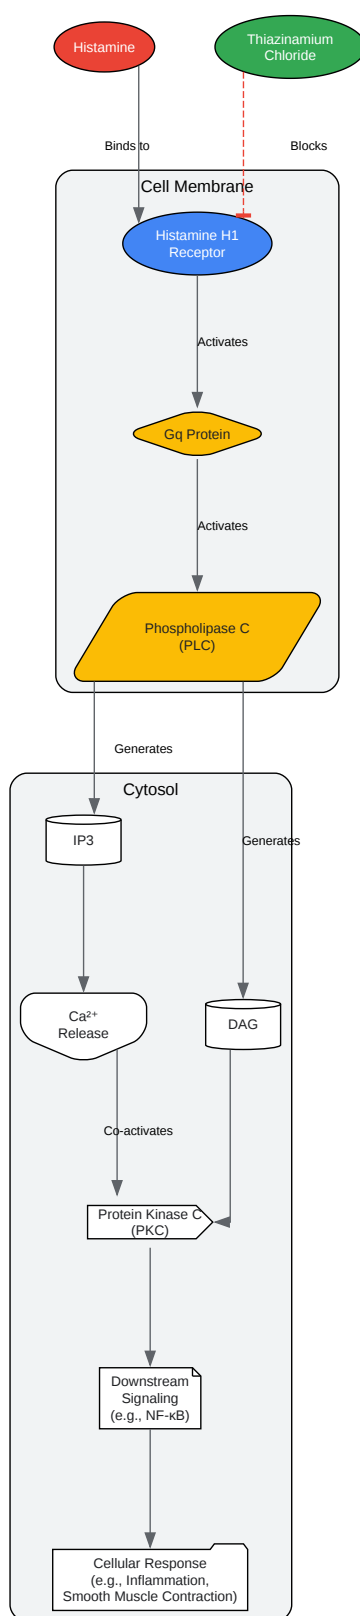 Histamine
Thiazinamium
Chloride
Binds to
Blocks
Cell Membrane
Histamine H1
Receptor
Activates
Gq Protein
Activates
Phospholipase C
(PLC)
Generates
Cytosol
IP3
Generates
Ca²⁺
Release
DAG
Co-activates
Protein Kinase C
(PKC)
Downstream
Signaling
(e.g., NF-κB)
Cellular Response
(e.g., Inflammation,
Smooth Muscle Contraction)